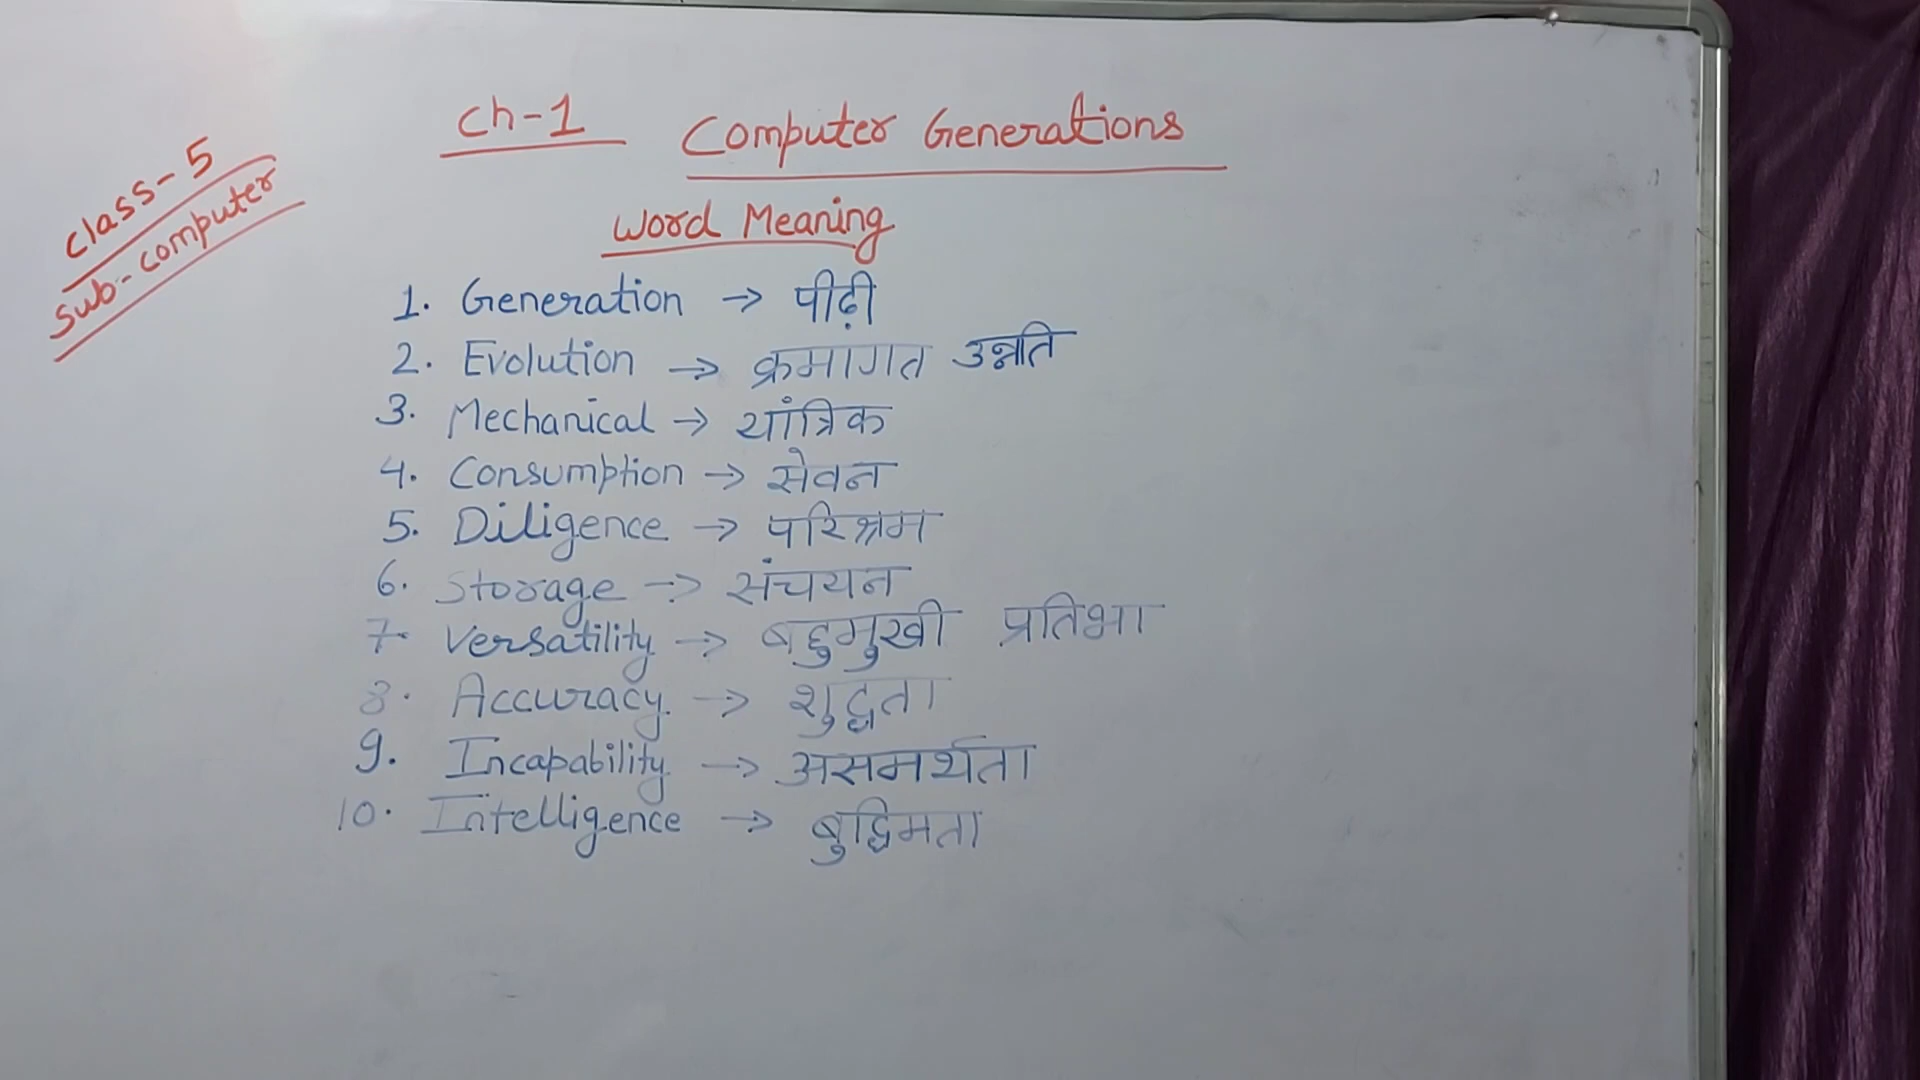 Class-5
Sub-Computer
Ch-1 Computer Generations
Word Meaning
1. Generation → पीढ़ी
2. Evolution → क्रमागत उन्नति
3. Mechanical → यांत्रिक
4. Consumption → सेवन
5. Diligence → परिश्रम
6. Storage → संचयन
7. Versatility → बहुमुखी प्रतिभा
8. Accuracy → शुद्धता
9. Incapability → असमर्थता
10. Intelligence → बुद्धिमता